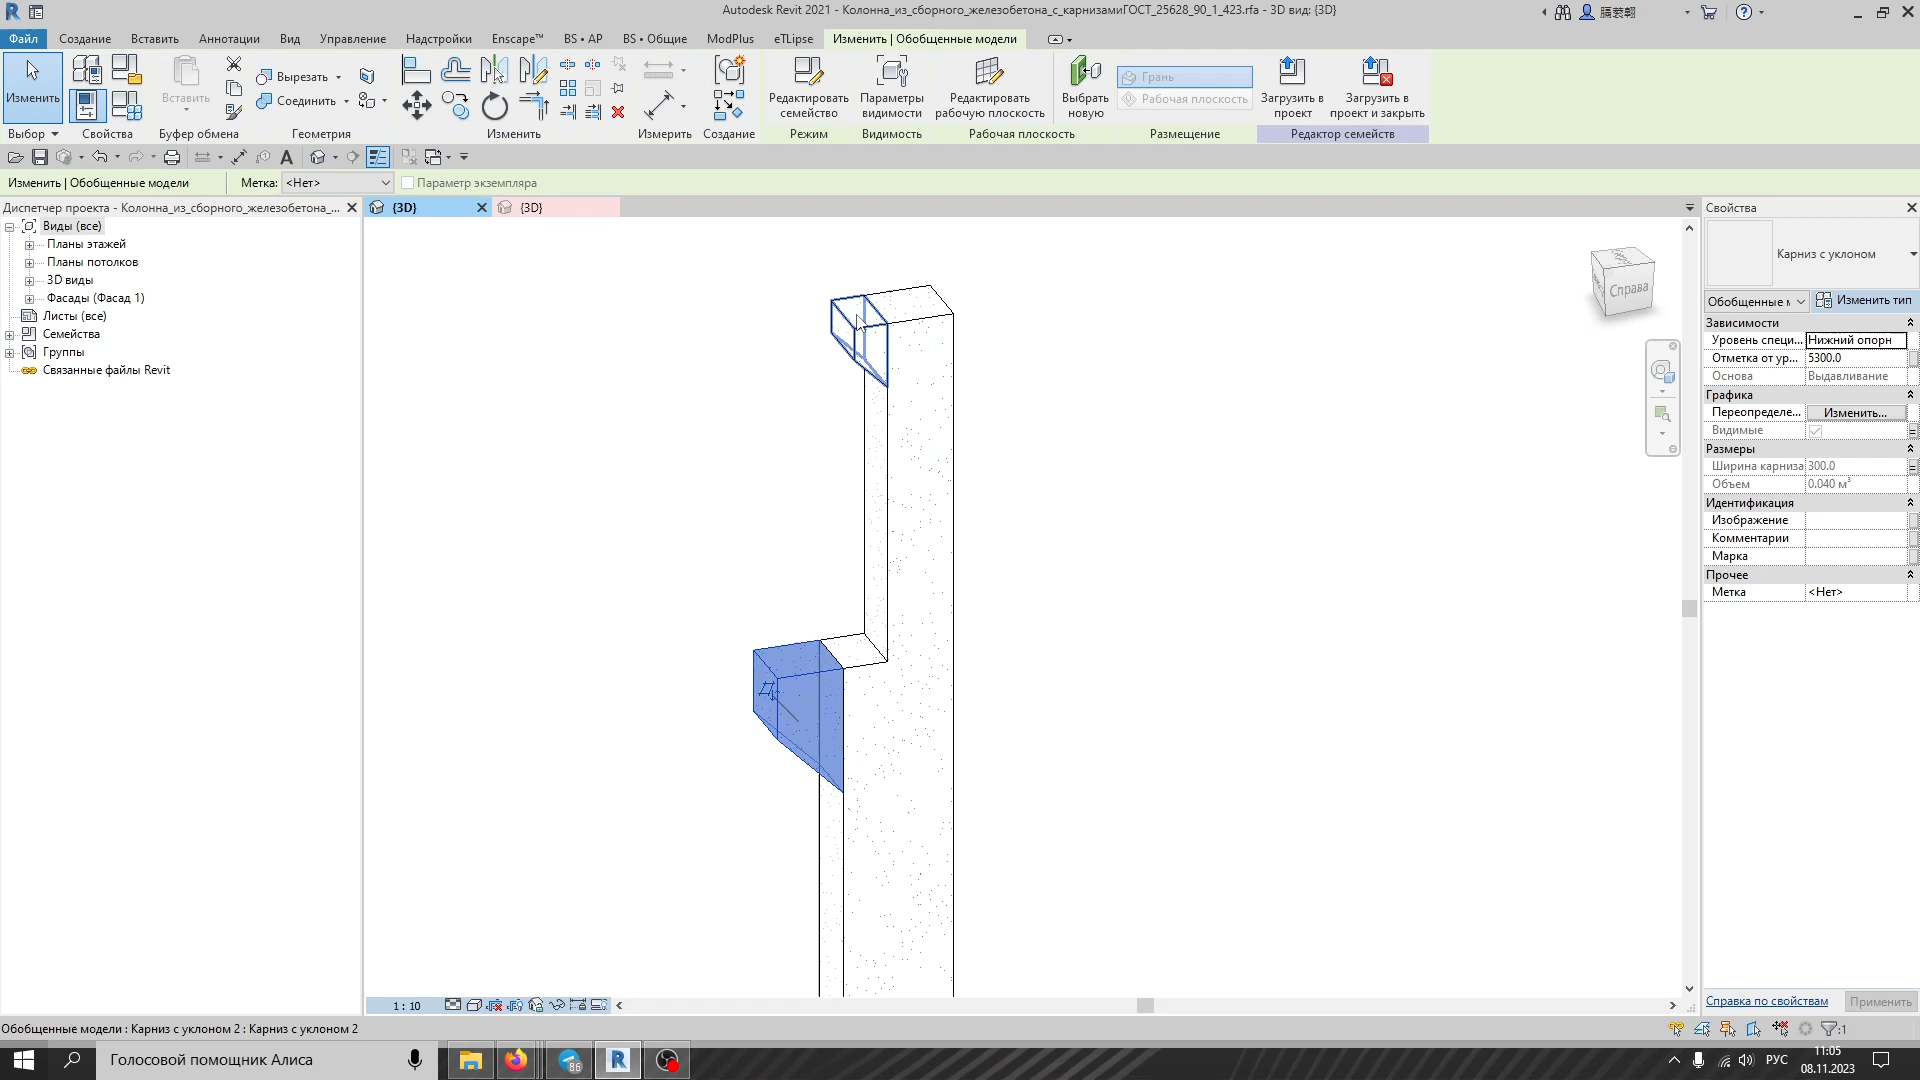 Autodesk Revit 2021 - Колонна_из_сборного_железобетона_с_карнизамиГОСТ_25628_90_1_423.rfa - 3D вид: {3D}
Файл Создание Вставить Аннотации Вид Управление Надстройки Enscape™ BS • АР BS • Общие ModPlus eTLipse Изменить | Обобщенные модели
Вырезать
Соединить
Грань
Рабочая плоскость
Изменить
Вставить
Редактировать семейство
Параметры видимости
Редактировать рабочую плоскость
Выбрать новую
Загрузить в проект
Загрузить в проект и закрыть
Выбор Свойства Буфер обмена Геометрия Изменить Измерить Создание Режим Видимость Рабочая плоскость Размещение Редактор семейств
Изменить | Обобщенные модели Метка: <Нет> Параметр экземпляра
Диспетчер проекта - Колонна_из_сборного_железобетона_...
{3D} {3D}
Виды (все)
Планы этажей
Планы потолков
3D виды
Фасады (Фасад 1)
Листы (все)
Семейства
Группы
Связанные файлы Revit
Справа
Свойства
Карниз с уклоном
Обобщенные м Изменить тип
Зависимости
Уровень специ... Нижний опорн
Отметка от ур... 5300.0
Основа Выдавливание
Графика
Переопределе... Изменить...
Видимые
Размеры
Ширина карниза 300.0
Объем 0.040 м³
Идентификация
Изображение
Комментарии
Марка
Прочее
Метка <Нет>
Справка по свойствам Применить
1 : 10
Обобщенные модели : Карниз с уклоном 2 : Карниз с уклоном 2
:1
Голосовой помощник Алиса
86
РУС
11:05
08.11.2023